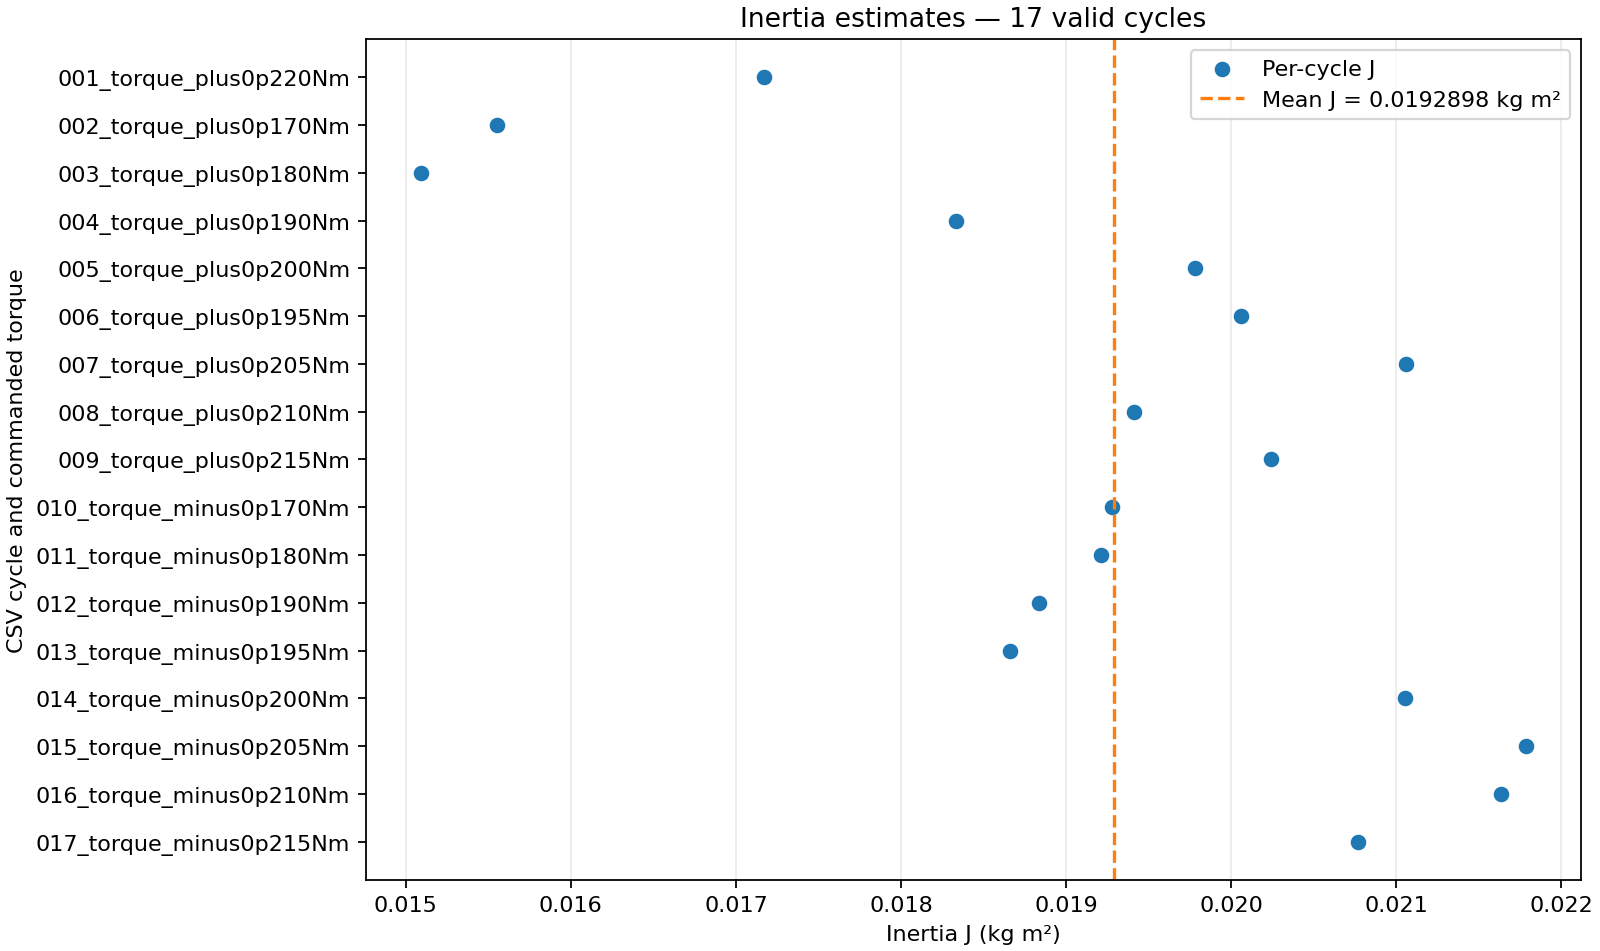 Inertia estimates — 17 valid cycles
Per-cycle J
Mean J = 0.0192898 kg m²
CSV cycle and commanded torque
001_torque_plus0p220Nm
002_torque_plus0p170Nm
003_torque_plus0p180Nm
004_torque_plus0p190Nm
005_torque_plus0p200Nm
006_torque_plus0p195Nm
007_torque_plus0p205Nm
008_torque_plus0p210Nm
009_torque_plus0p215Nm
010_torque_minus0p170Nm
011_torque_minus0p180Nm
012_torque_minus0p190Nm
013_torque_minus0p195Nm
014_torque_minus0p200Nm
015_torque_minus0p205Nm
016_torque_minus0p210Nm
017_torque_minus0p215Nm
0.015 0.016 0.017 0.018 0.019 0.020 0.021 0.022
Inertia J (kg m²)